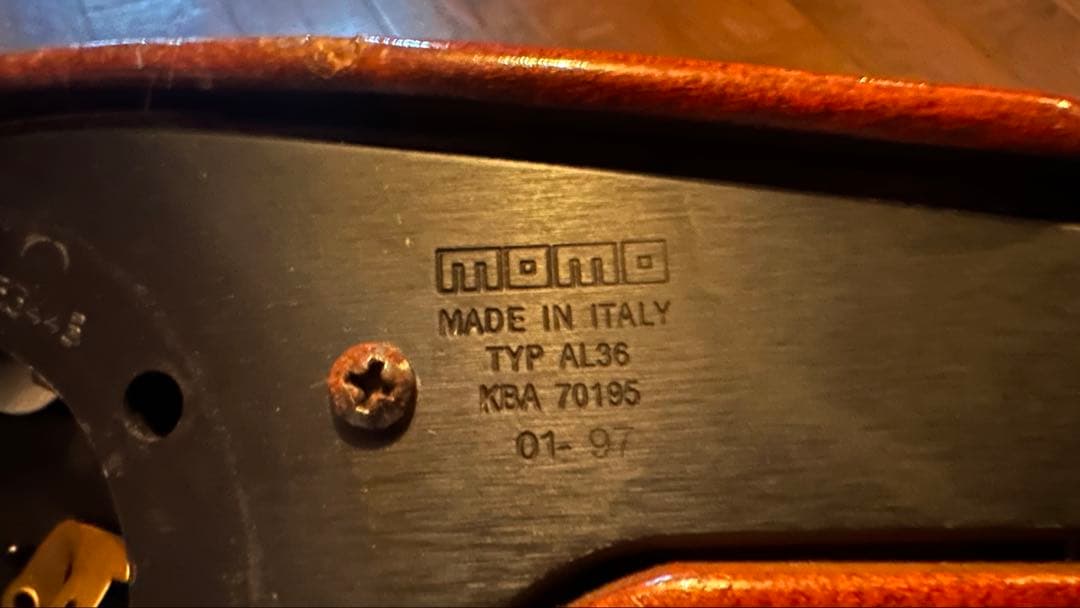 momo
MADE IN ITALY
TYP AL36
KBA 70195
01- 97